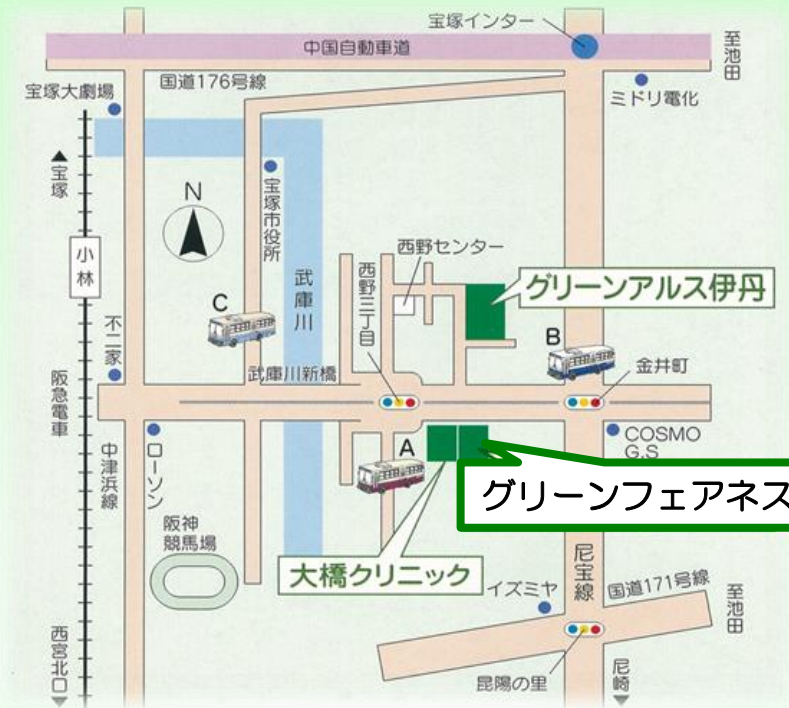 宝塚インター
中国自動車道
至池田
国道176号線
宝塚大劇場
ミドリ電化
▲宝塚
N
宝塚市役所
小林
武庫川
西野三丁目
西野センター
グリーンアルス伊丹
C
B
不二家
武庫川新橋
金井町
阪急電車
中津浜線
ローソン
A
COSMO
G.S
グリーンフェアネス
阪神
競馬場
大橋クリニック
尼宝線
イズミヤ
国道171号線
至池田
西宮北口▼
昆陽の里
尼崎▼